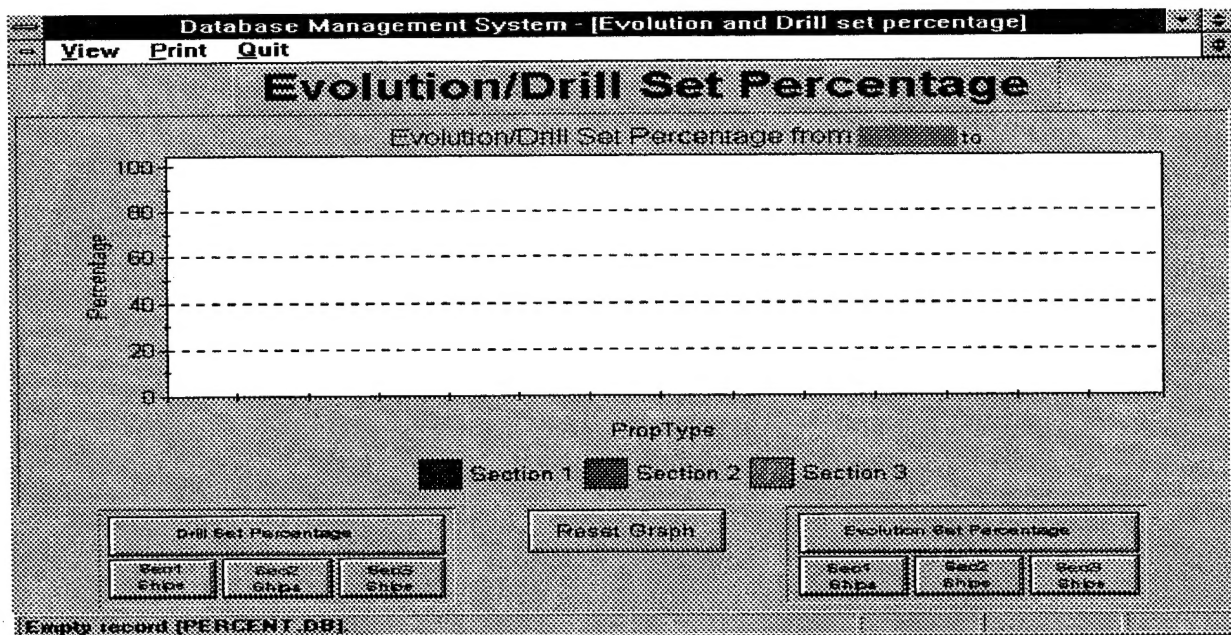 Database Management System - [Evolution and Drill set percentage]
View Print Quit
Evolution/Drill Set Percentage
Evolution/Drill Set Percentage from to
100
80
60
40
20
0
Percentage
PropType
Section 1 Section 2 Section 3
Drill Set Percentage
Reset Graph
Evolution Set Percentage
Sec1 Ships
Sec2 Ships
Sec3 Ships
Sec1 Ships
Sec2 Ships
Sec3 Ships
Empty record [PERCENT.DB].